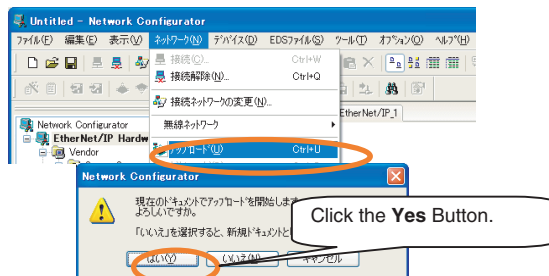 Untitled - Network Configurator
ﾌｧｲﾙ(F) 編集(E) 表示(V) ﾈｯﾄﾜｰｸ(N) ﾃﾞﾊﾞｲｽ(D) EDSﾌｧｲﾙ(S) ﾂｰﾙ(T) ｵﾌﾟｼｮﾝ(O) ﾍﾙﾌﾟ(H)
接続(C)... Ctrl+W
接続解除(N)... Ctrl+Q
接続ﾈｯﾄﾜｰｸの変更(N)...
EtherNet/IP_1
無線ﾈｯﾄﾜｰｸ
Network Configurator
EtherNet/IP Hardw
Vendor
ｱｯﾌﾟﾛｰﾄﾞ(U) Ctrl+U
Network Configurator
現在のﾄﾞｷｭﾒﾝﾄでｱｯﾌﾟﾛｰﾄﾞを開始しま
よろしいですか。
「いいえ」を選択すると、新規ﾄﾞｷｭﾒﾝﾄと
Click the Yes Button.
はい(Y) いいえ(N) ｷｬﾝｾﾙ